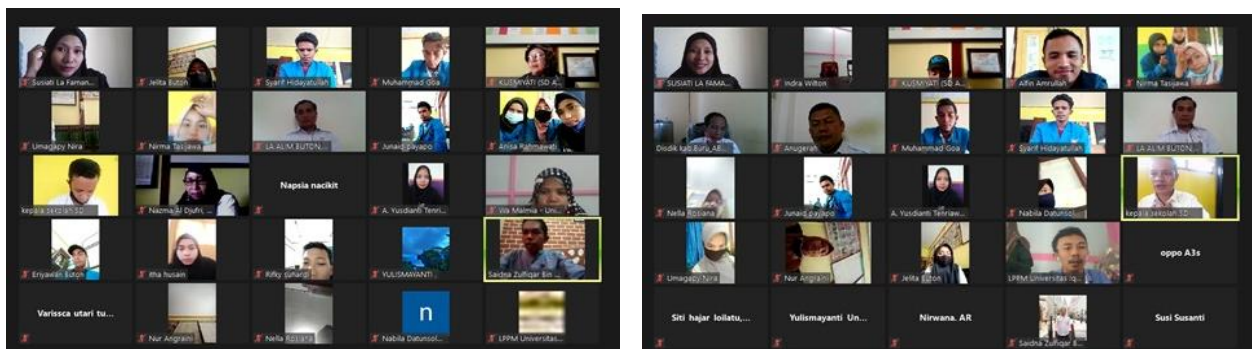 Susiati La Faman...
Jelita Buton
Syarif Hidayatullah
Muhammad Goa
KUSMIYATI (SD A...
Umagapy Nira
Nirma Tasijawa
LA ALIM BUTON,...
Junaid payapo
Anisa Rahmawati
kepala sekolah SD
Nazma Al Djufri, ...
Napsia nacikit
A. Yusdianti Tenri...
Wa Malmia - Uni...
Eriyawan Buton
Itha husain
Rifky suhardi
YULISMAYANTI
Saidna Zulfiqar Bin ...
Varissca utari tu...
Nur Angraini
Nella Rosiana
n
Nabila Datunsol...
LPPM Universitas...
SUSIATI LA FAMA...
Indra Wilton
KUSMIYATI (SD A...
Alfin Amrullah
Nirma Tasijawa
Disdik kab.Buru_AB...
Anugerah
Muhammad Goa
Syarif Hidayatullah
LA ALIM BUTON,...
Nella Rosiana
Junaid payapo
A. Yusdianti Tenriaw...
Nabila Datunsol...
kepala sekolah SD
Umagapy Nira
Nur Angraini
Jelita Buton
LPPM Universitas Iq...
oppo A3s
Siti hajar loilatu,...
Yulismayanti Un...
Nirwana. AR
Saidna Zulfiqar B...
Susi Susanti